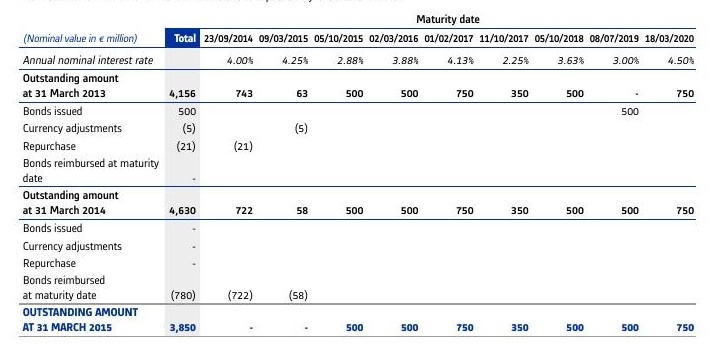 Maturity date
(Nominal value in € million) Total 23/09/2014 09/03/2015 05/10/2015 02/03/2016 01/02/2017 11/10/2017 05/10/2018 08/07/2019 18/03/2020
Annual nominal interest rate 4.00% 4.25% 2.88% 3.88% 4.13% 2.25% 3.63% 3.00% 4.50%
Outstanding amount
at 31 March 2013 4,156 743 63 500 500 750 350 500 - 750
Bonds issued 500 500
Currency adjustments (5) (5)
Repurchase (21) (21)
Bonds reimbursed at maturity
date -
Outstanding amount
at 31 March 2014 4,630 722 58 500 500 750 350 500 500 750
Bonds issued -
Currency adjustments -
Repurchase -
Bonds reimbursed
at maturity date (780) (722) (58)
OUTSTANDING AMOUNT
AT 31 MARCH 2015 3,850 - - 500 500 750 350 500 500 750